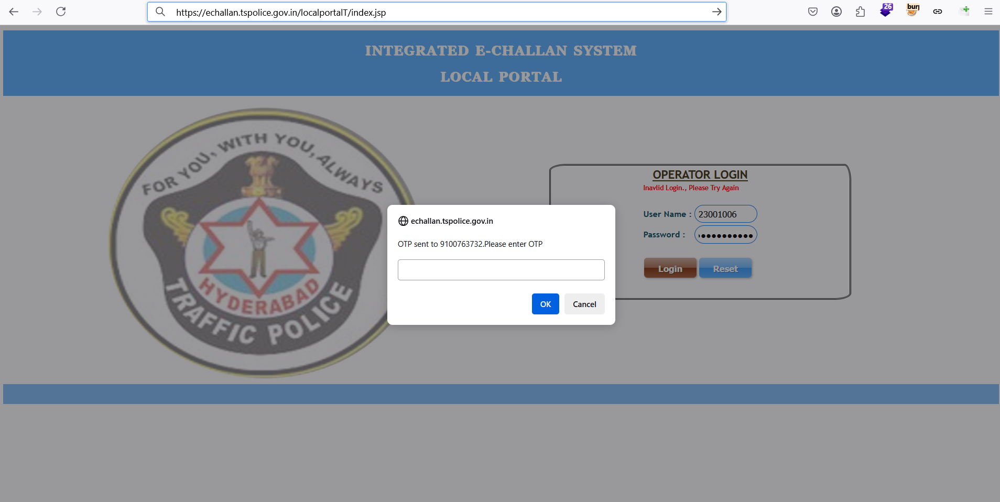 https://echallan.tspolice.gov.in/localportalT/index.jsp
26
burp
INTEGRATED E-CHALLAN SYSTEM
LOCAL PORTAL
FOR YOU, WITH YOU, ALWAYS
HYDERABAD
TRAFFIC POLICE
OPERATOR LOGIN
Inavlid Login., Please Try Again
User Name : 23001006
Password : ●●●●●●●●●●
Login Reset
echallan.tspolice.gov.in
OTP sent to 9100763732.Please enter OTP
OK Cancel